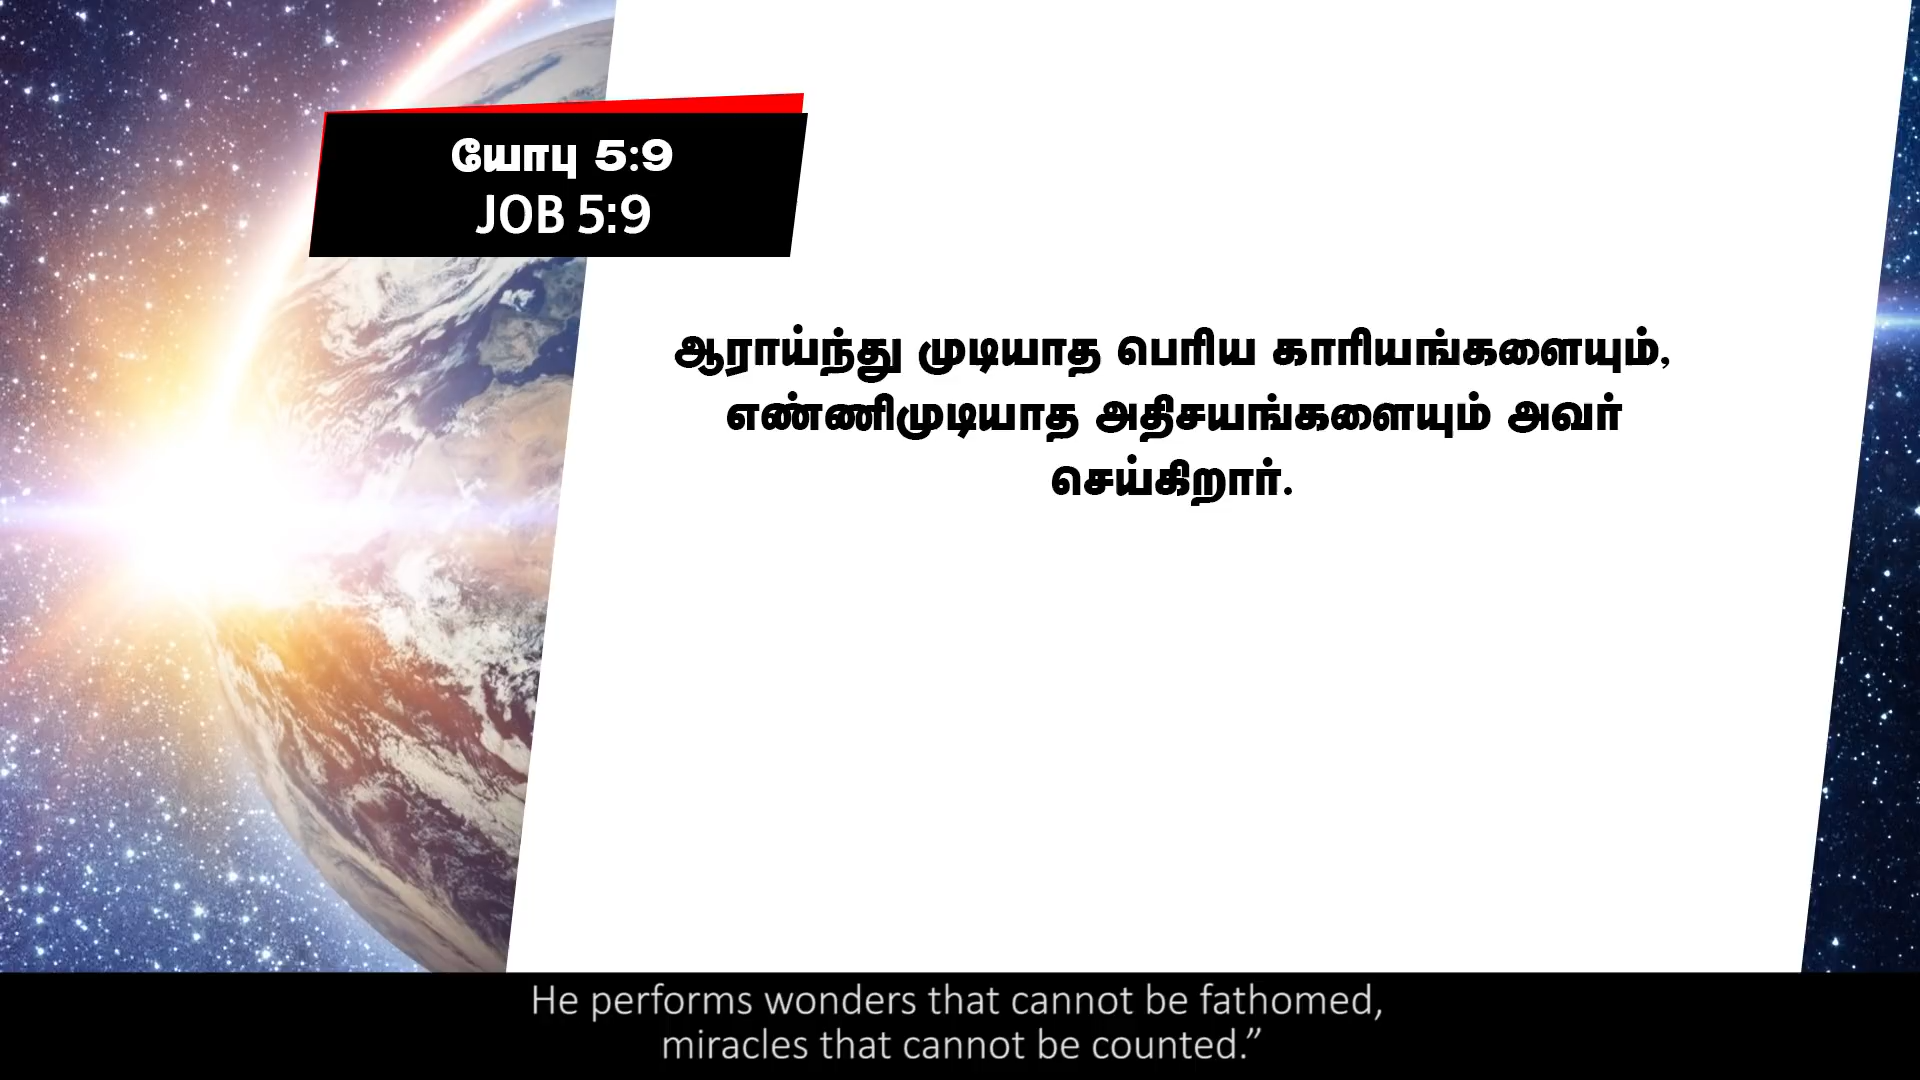 யோபு 5:9
JOB 5:9
ஆராய்ந்து முடியாத பெரிய காரியங்களையும்,
எண்ணிமுடியாத அதிசயங்களையும் அவர்
செய்கிறார்.
He performs wonders that cannot be fathomed,
miracles that cannot be counted.”